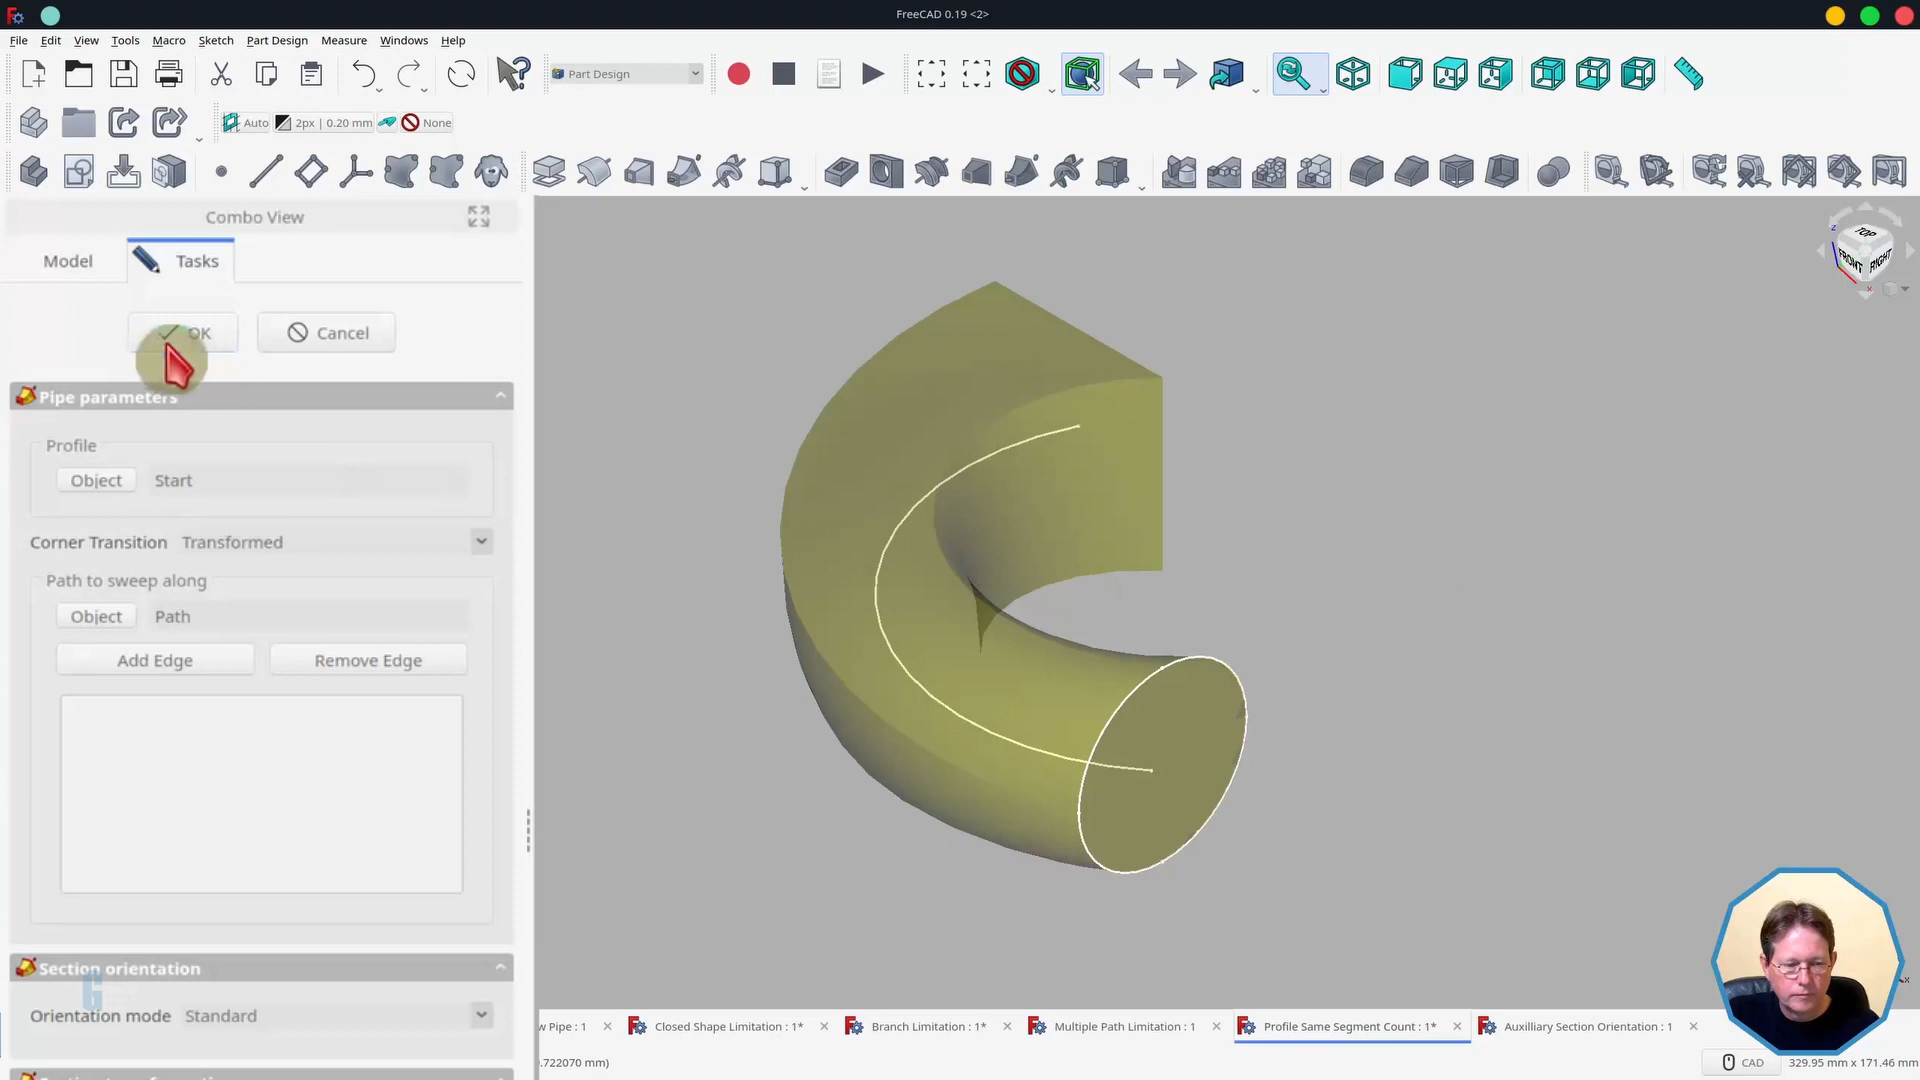 FreeCAD 0.19 <2>
File Edit View Tools Macro Sketch Part Design Measure Windows Help
Part Design
Auto 2px | 0.20 mm None
Combo View
Model Tasks
OK Cancel
Pipe parameters
Profile
Object Start
Corner Transition Transformed
Path to sweep along
Object Path
Add Edge Remove Edge
Section orientation
Orientation mode Standard
TOP
FRONT RIGHT
z
x
w Pipe : 1 Closed Shape Limitation : 1* Branch Limitation : 1* Multiple Path Limitation : 1 Profile Same Segment Count : 1* Auxilliary Section Orientation : 1
0.722070 mm) CAD 329.95 mm x 171.46 mm